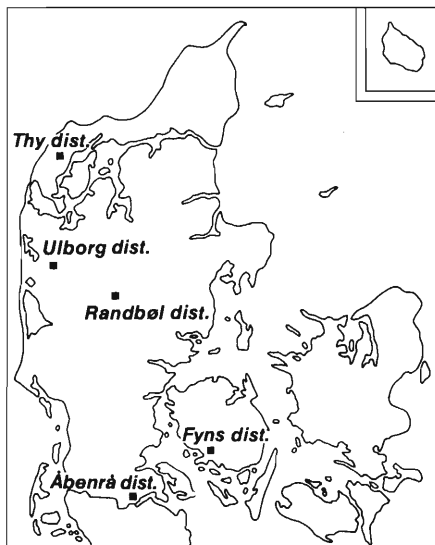 Thy dist.
Ulborg dist.
Randbøl dist.
Fyns dist.
Åbenrå dist.